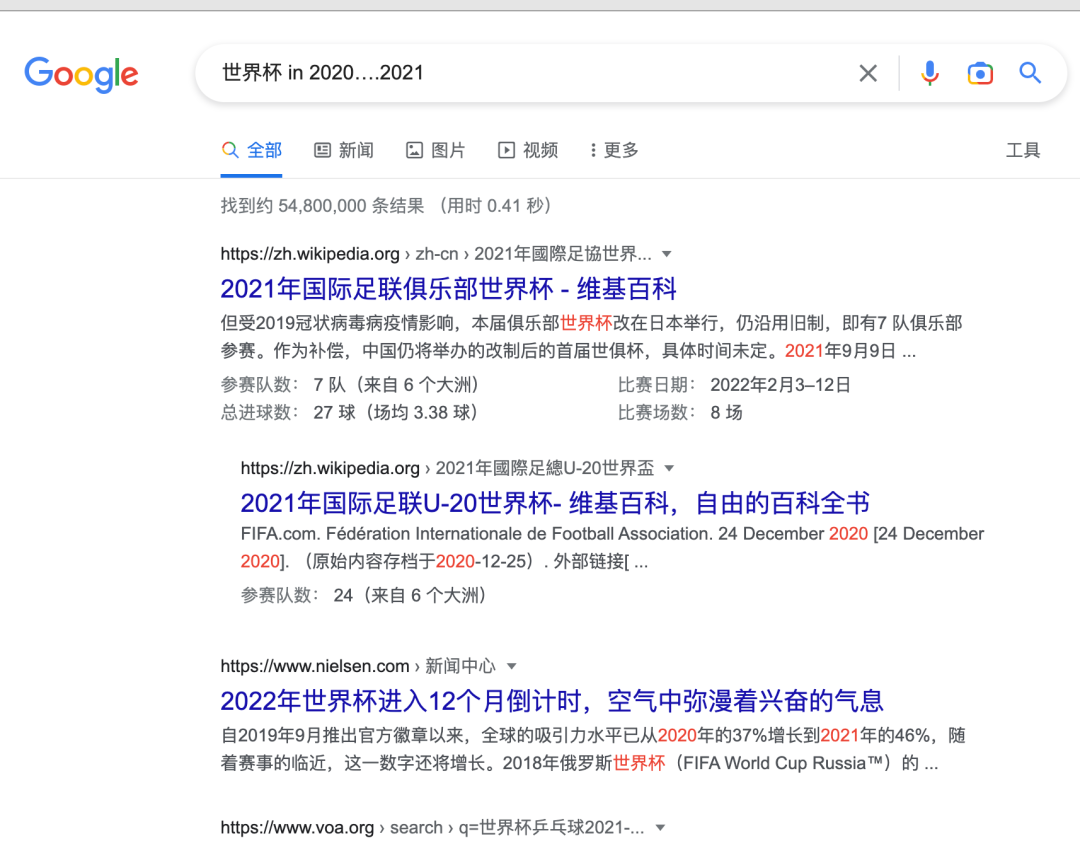 Google
世界杯 in 2020….2021
全部 新闻 图片 视频 更多 工具
找到约 54,800,000 条结果 （用时 0.41 秒）
https://zh.wikipedia.org › zh-cn › 2021年國際足協世界...
2021年国际足联俱乐部世界杯 - 维基百科
但受2019冠状病毒病疫情影响，本届俱乐部世界杯改在日本举行，仍沿用旧制，即有7 队俱乐部
参赛。作为补偿，中国仍将举办的改制后的首届世俱杯，具体时间未定。2021年9月9日 ...
参赛队数： 7 队（来自 6 个大洲） 比赛日期： 2022年2月3–12日
总进球数： 27 球（场均 3.38 球） 比赛场数： 8 场
https://zh.wikipedia.org › 2021年國際足總U-20世界盃
2021年国际足联U-20世界杯- 维基百科，自由的百科全书
FIFA.com. Fédération Internationale de Football Association. 24 December 2020 [24 December
2020]. （原始内容存档于2020-12-25）. 外部链接[ ...
参赛队数： 24（来自 6 个大洲）
https://www.nielsen.com › 新闻中心
2022年世界杯进入12个月倒计时，空气中弥漫着兴奋的气息
自2019年9月推出官方徽章以来，全球的吸引力水平已从2020年的37%增长到2021年的46%，随
着赛事的临近，这一数字还将增长。2018年俄罗斯世界杯（FIFA World Cup Russia™）的 ...
https://www.voa.org › search › q=世界杯乒乓球2021-...